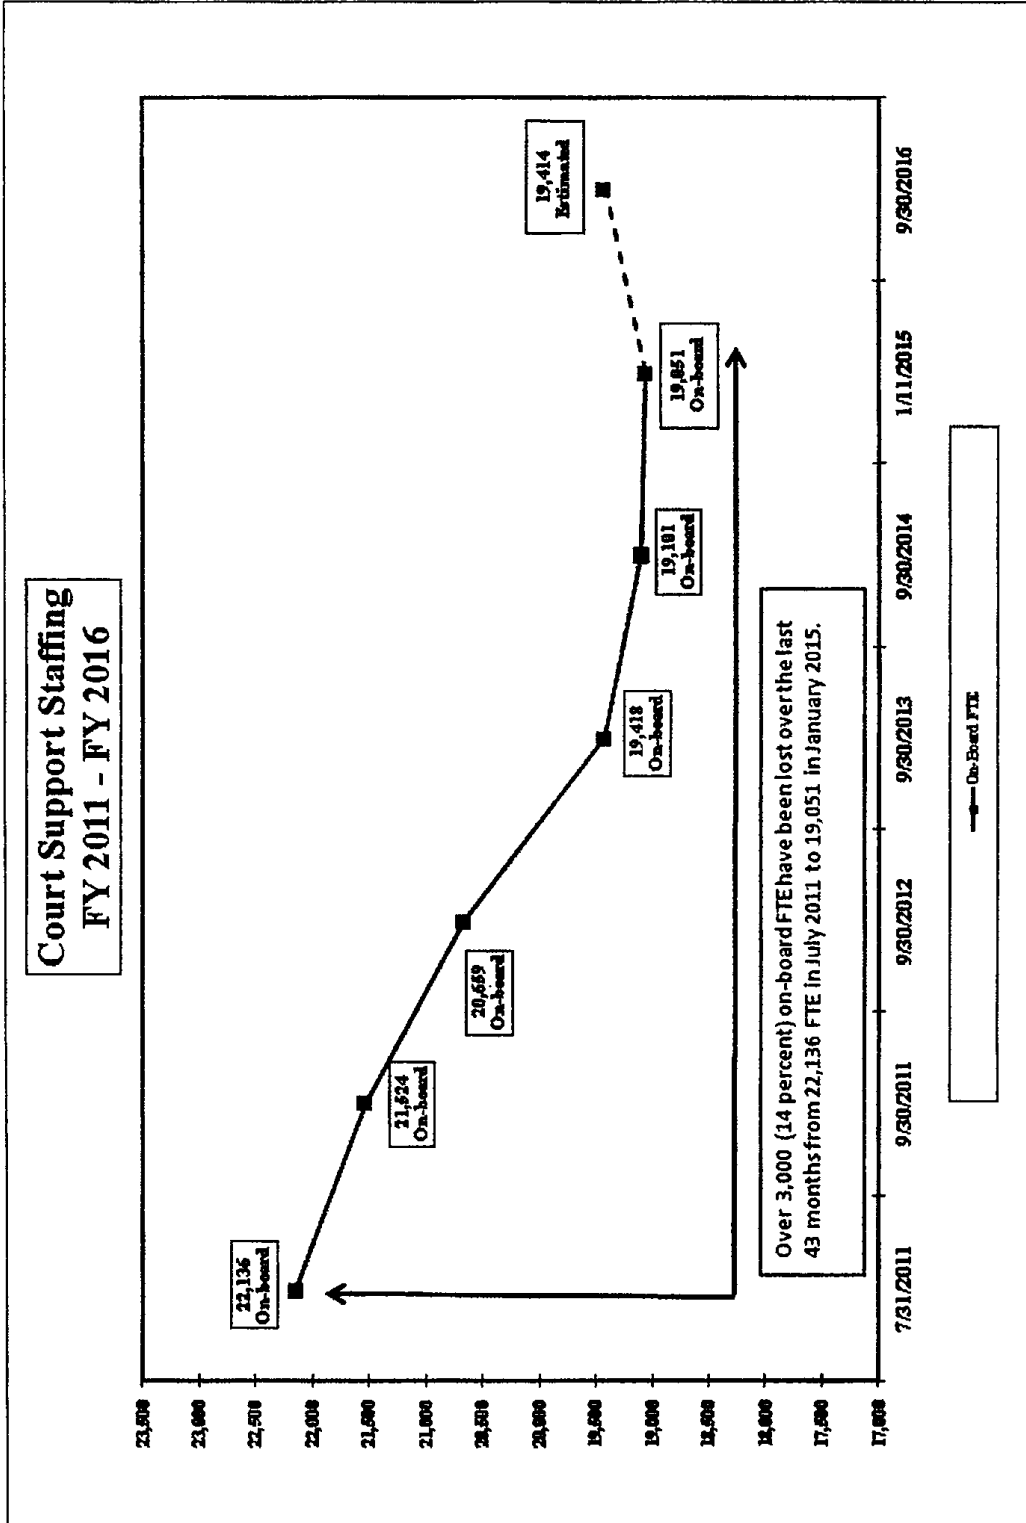 Court Support Staffing
FY 2011 - FY 2016
23,500
23,000
22,500
22,000
21,500
21,000
20,500
20,000
19,500
19,000
18,500
18,000
17,500
17,000
22,136
On-board
21,524
On-board
20,659
On-board
19,418
On-board
19,101
On-board
19,051
On-board
19,414
Estimated
Over 3,000 (14 percent) on-board FTE have been lost over the last
43 months from 22,136 FTE in July 2011 to 19,051 in January 2015.
7/31/2011
9/30/2011
9/30/2012
9/30/2013
9/30/2014
1/11/2015
9/30/2016
On-Board FTE